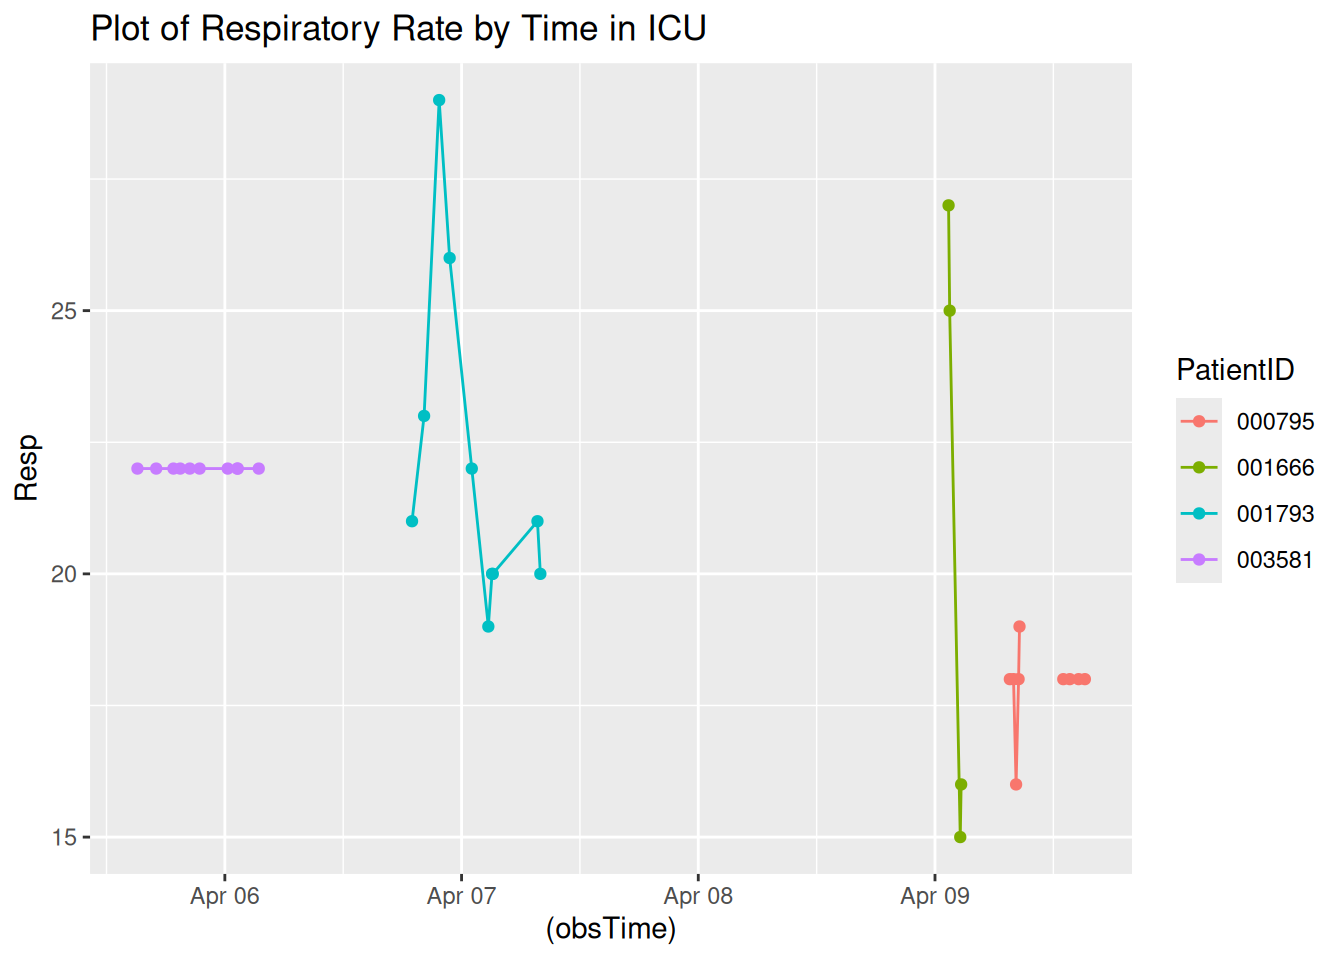 Plot of Respiratory Rate by Time in ICU
Resp
25
20
15
Apr 06
Apr 07
Apr 08
Apr 09
(obsTime)
PatientID
000795
001666
001793
003581